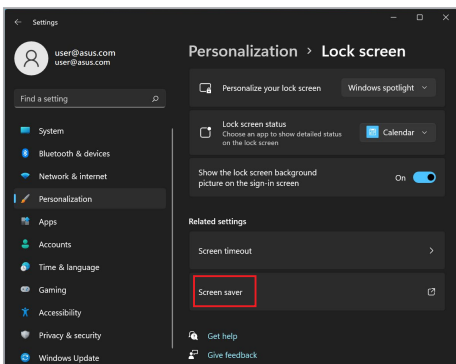 Settings
user@asus.com
user@asus.com
Find a setting
System
Bluetooth & devices
Network & internet
Personalization
Apps
Accounts
Time & language
Gaming
Accessibility
Privacy & security
Windows Update
Personalization > Lock screen
Personalize your lock screen
Windows spotlight
Lock screen status
Choose an app to show detailed status
on the lock screen
Calendar
Show the lock screen background
picture on the sign-in screen
On
Related settings
Screen timeout
Screen saver
Get help
Give feedback